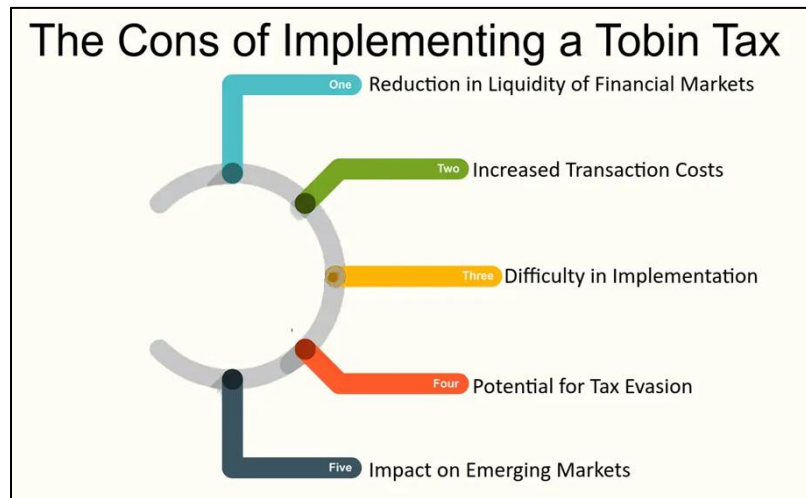 The Cons of Implementing a Tobin Tax
One Reduction in Liquidity of Financial Markets
Two Increased Transaction Costs
Three Difficulty in Implementation
Four Potential for Tax Evasion
Five Impact on Emerging Markets